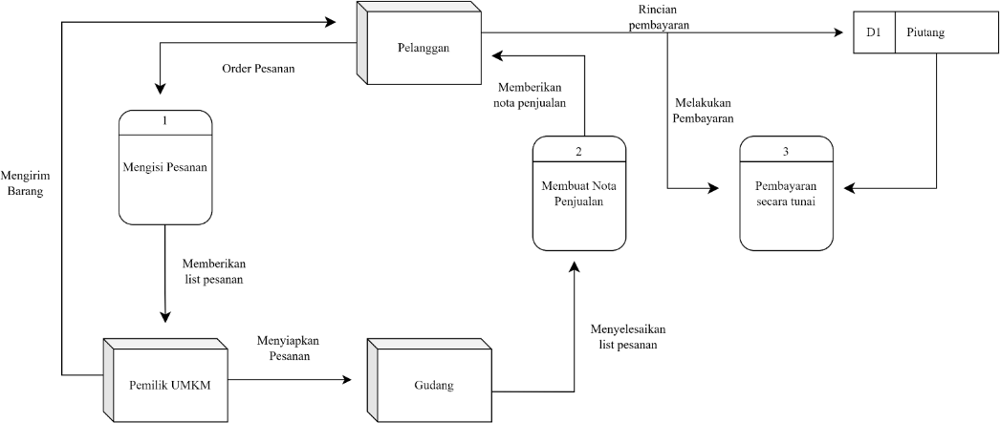 Rincian
pembayaran
D1
Piutang
Pelanggan
Order Pesanan
Memberikan
nota penjualan
Melakukan
Pembayaran
1
Mengisi Pesanan
2
Membuat Nota
Penjualan
3
Pembayaran
secara tunai
Mengirim
Barang
Memberikan
list pesanan
Menyiapkan
Pesanan
Menyelesaikan
list pesanan
Pemilik UMKM
Gudang